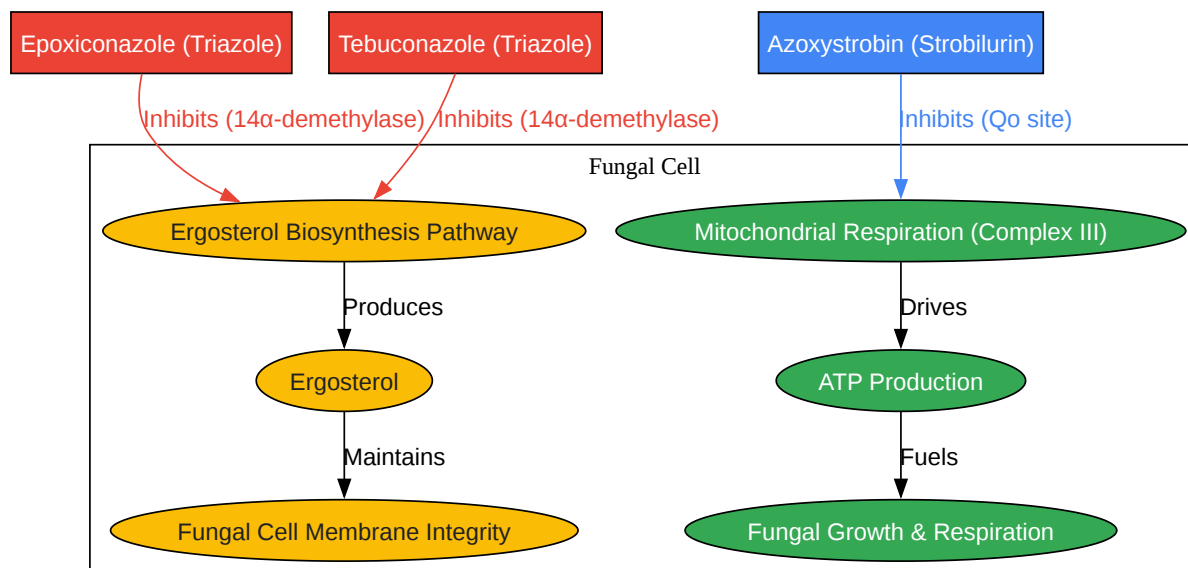 Epoxiconazole (Triazole)
Tebuconazole (Triazole)
Azoxystrobin (Strobilurin)
Inhibits (14α-demethylase)
Inhibits (14α-demethylase)
Inhibits (Qo site)
Fungal Cell
Ergosterol Biosynthesis Pathway
Mitochondrial Respiration (Complex III)
Produces
Drives
Ergosterol
ATP Production
Maintains
Fuels
Fungal Cell Membrane Integrity
Fungal Growth & Respiration